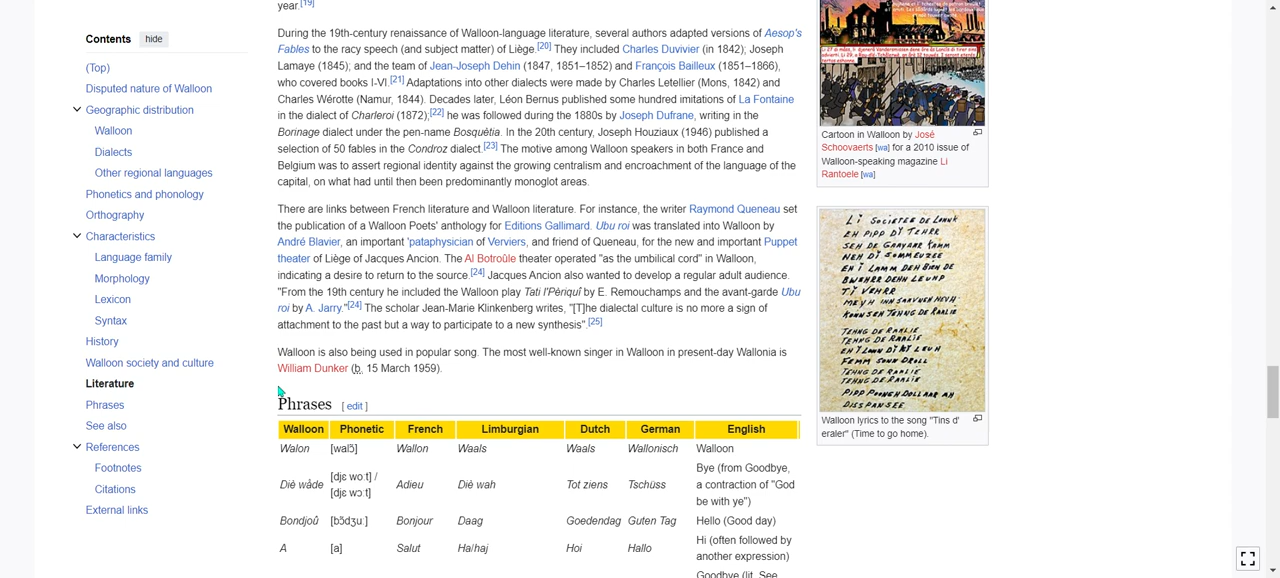 Contents hide
(Top)
Disputed nature of Walloon
Geographic distribution
Walloon
Dialects
Other regional languages
Phonetics and phonology
Orthography
Characteristics
Language family
Morphology
Lexicon
Syntax
History
Walloon society and culture
Literature
Phrases
See also
References
Footnotes
Citations
External links
year.[19]
During the 19th-century renaissance of Walloon-language literature, several authors adapted versions of Aesop's
Fables to the racy speech (and subject matter) of Liège.[20] They included Charles Duvivier (in 1842); Joseph
Lamaye (1845); and the team of Jean-Joseph Dehin (1847, 1851–1852) and François Bailleux (1851–1866),
who covered books I-VI.[21] Adaptations into other dialects were made by Charles Letellier (Mons, 1842) and
Charles Wérotte (Namur, 1844). Decades later, Léon Bernus published some hundred imitations of La Fontaine
in the dialect of Charleroi (1872);[22] he was followed during the 1880s by Joseph Dufrane, writing in the
Borinage dialect under the pen-name Bosquètia. In the 20th century, Joseph Houziaux (1946) published a
selection of 50 fables in the Condroz dialect.[23] The motive among Walloon speakers in both France and
Belgium was to assert regional identity against the growing centralism and encroachment of the language of the
capital, on what had until then been predominantly monoglot areas.
There are links between French literature and Walloon literature. For instance, the writer Raymond Queneau set
the publication of a Walloon Poets' anthology for Editions Gallimard. Ubu roi was translated into Walloon by
André Blavier, an important 'pataphysician of Verviers, and friend of Queneau, for the new and important Puppet
theater of Liège of Jacques Ancion. The Al Botroûle theater operated "as the umbilical cord" in Walloon,
indicating a desire to return to the source.[24] Jacques Ancion also wanted to develop a regular adult audience.
"From the 19th century he included the Walloon play Tati l'Pèriquî by E. Remouchamps and the avant-garde Ubu
roi by A. Jarry."[24] The scholar Jean-Marie Klinkenberg writes, "[T]he dialectal culture is no more a sign of
attachment to the past but a way to participate to a new synthesis".[25]
Walloon is also being used in popular song. The most well-known singer in Walloon in present-day Wallonia is
William Dunker (b. 15 March 1959).
Phrases [ edit ]
Walloon Phonetic French Limburgian Dutch German English
Walon [walɔ̃] Wallon Waals Waals Wallonisch Walloon
Diè wåde [djɛ woːt] / [djɛ wɔːt] Adieu Diè wah Tot ziens Tschüss Bye (from Goodbye, a contraction of "God be with ye")
Bondjoû [bɔ̃dʒuː] Bonjour Daag Goedendag Guten Tag Hello (Good day)
A [a] Salut Ha/haj Hoi Hallo Hi (often followed by another expression)
Goodbye (lit. See
Cartoon in Walloon by José
Schoovaerts [wa] for a 2010 issue of
Walloon-speaking magazine Li
Rantoele [wa]
TEHNG DE RAALIE
Walloon lyrics to the song "Tins d'
eraler" (Time to go home).